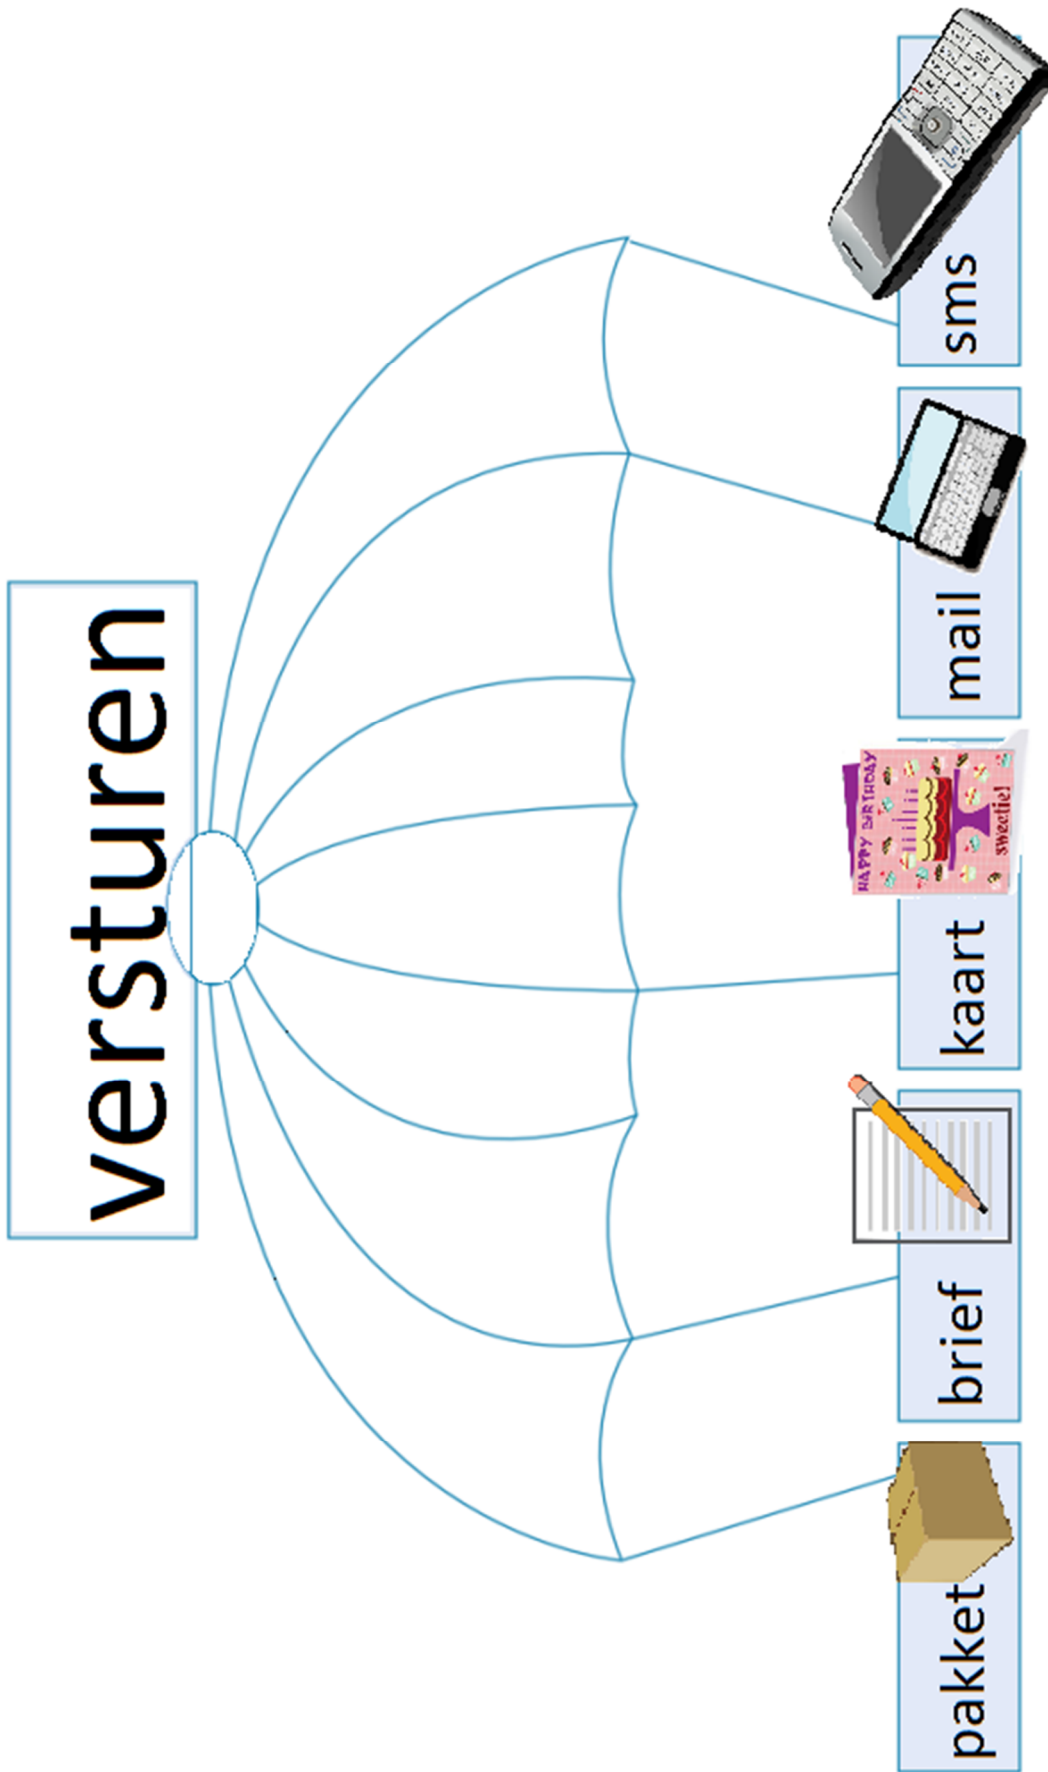 versturen
pakket
brief
kaart
HAPPY BIRTHDAY
sweetie!
mail
sms